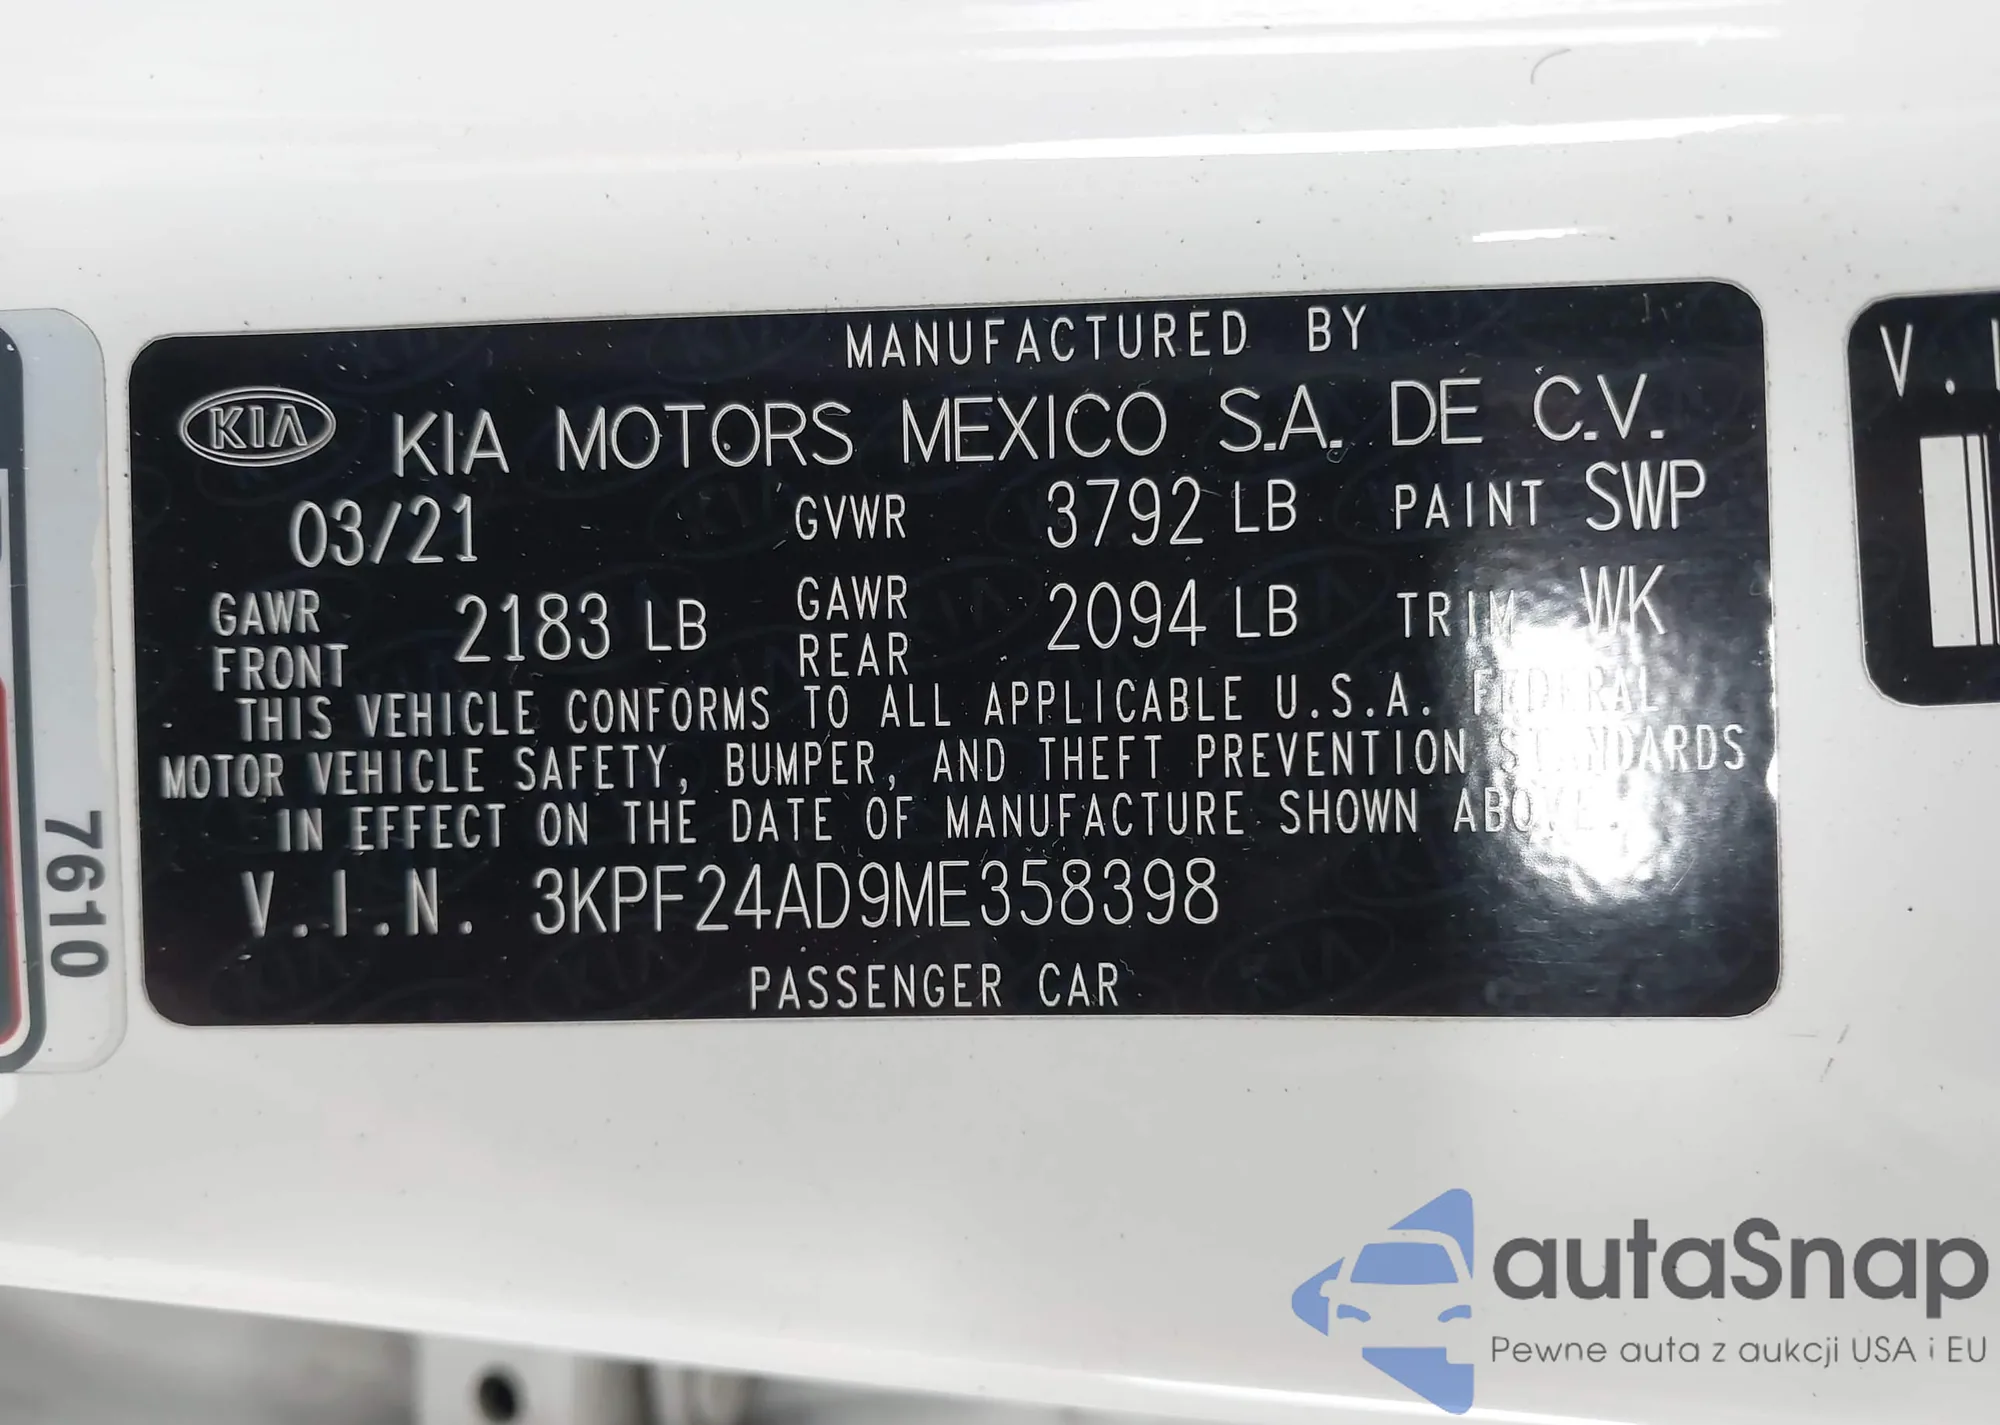 MANUFACTURED BY
KIA KIA MOTORS MEXICO S.A. DE C.V.
03/21 GVWR 3792 LB PAINT SWP
GAWR FRONT 2183 LB GAWR REAR 2094 LB TRIM WK
THIS VEHICLE CONFORMS TO ALL APPLICABLE U.S.A. FEDERAL
MOTOR VEHICLE SAFETY, BUMPER, AND THEFT PREVENTION STANDARDS
IN EFFECT ON THE DATE OF MANUFACTURE SHOWN ABOVE.
V.I.N. 3KPF24AD9ME358398
PASSENGER CAR
7610
autaSnap
Pewne auta z aukcji USA i EU